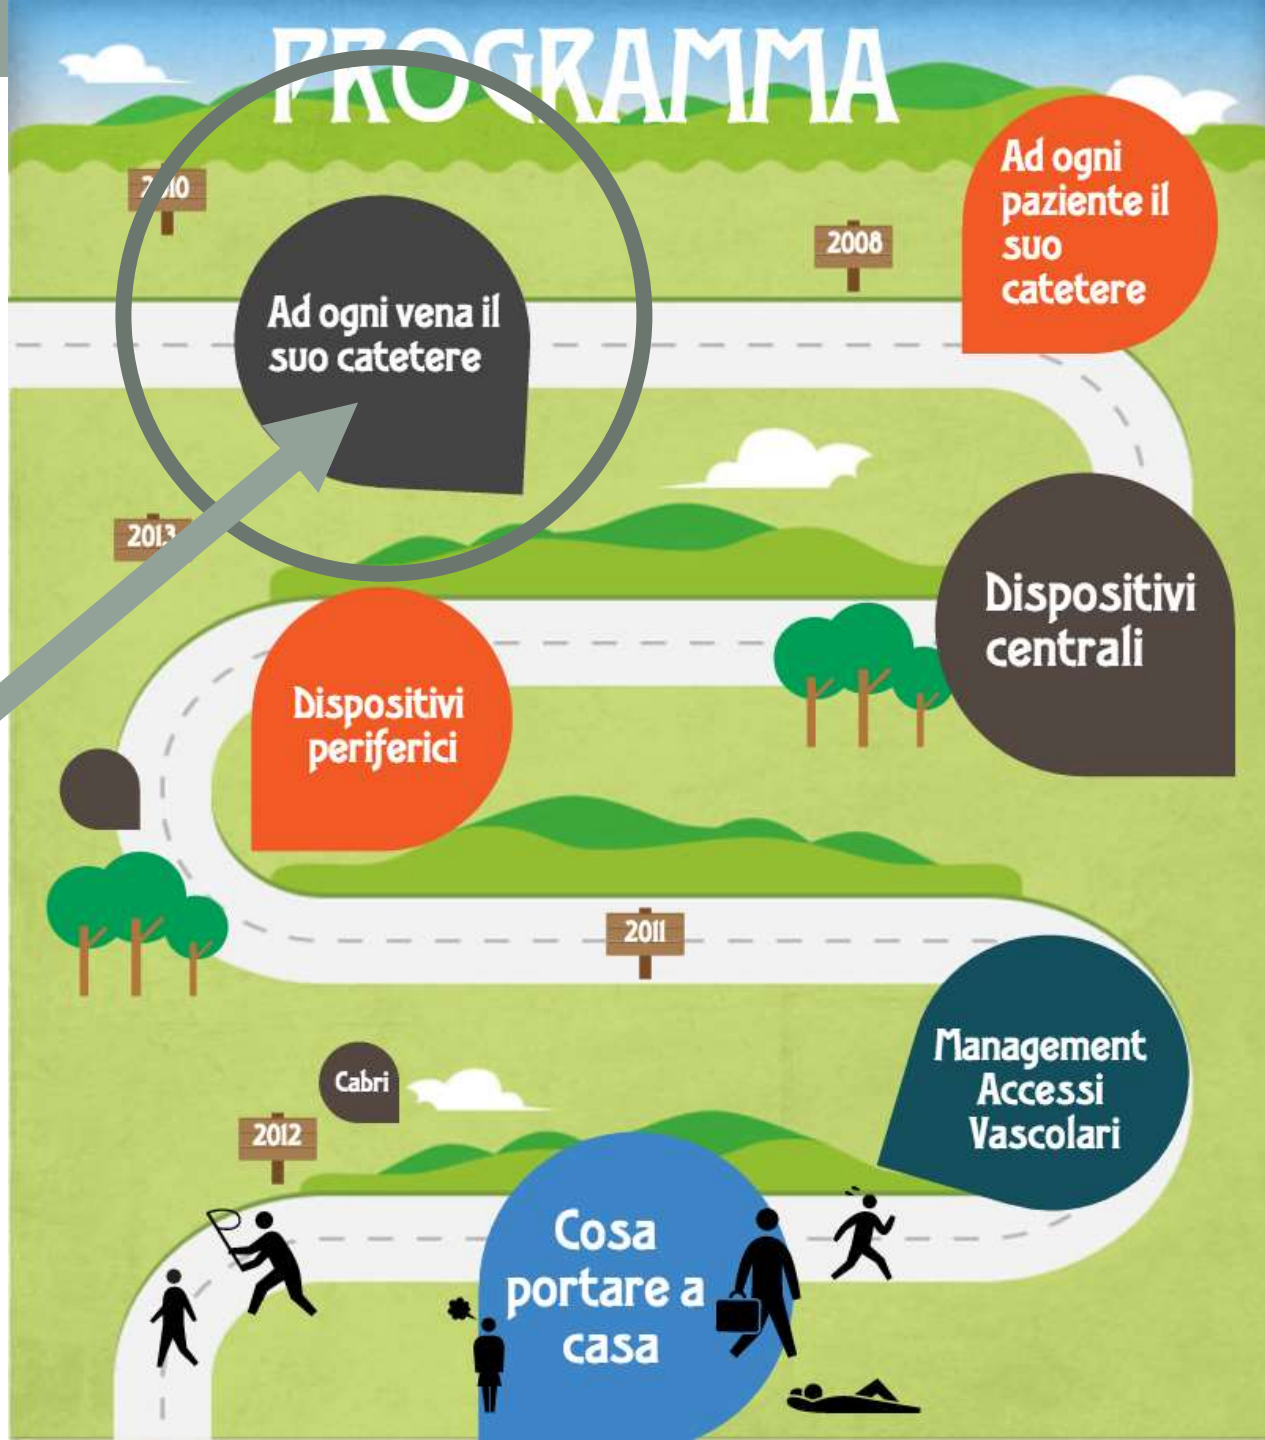 PROGRAMMA
Ad ogni
paziente il
suo
catetere
2010
2008
Ad ogni vena il
suo catetere
2013
Dispositivi
centrali
Dispositivi
periferici
2011
Management
Accessi
Vascolari
Cabri
2012
Cosa
portare a
casa